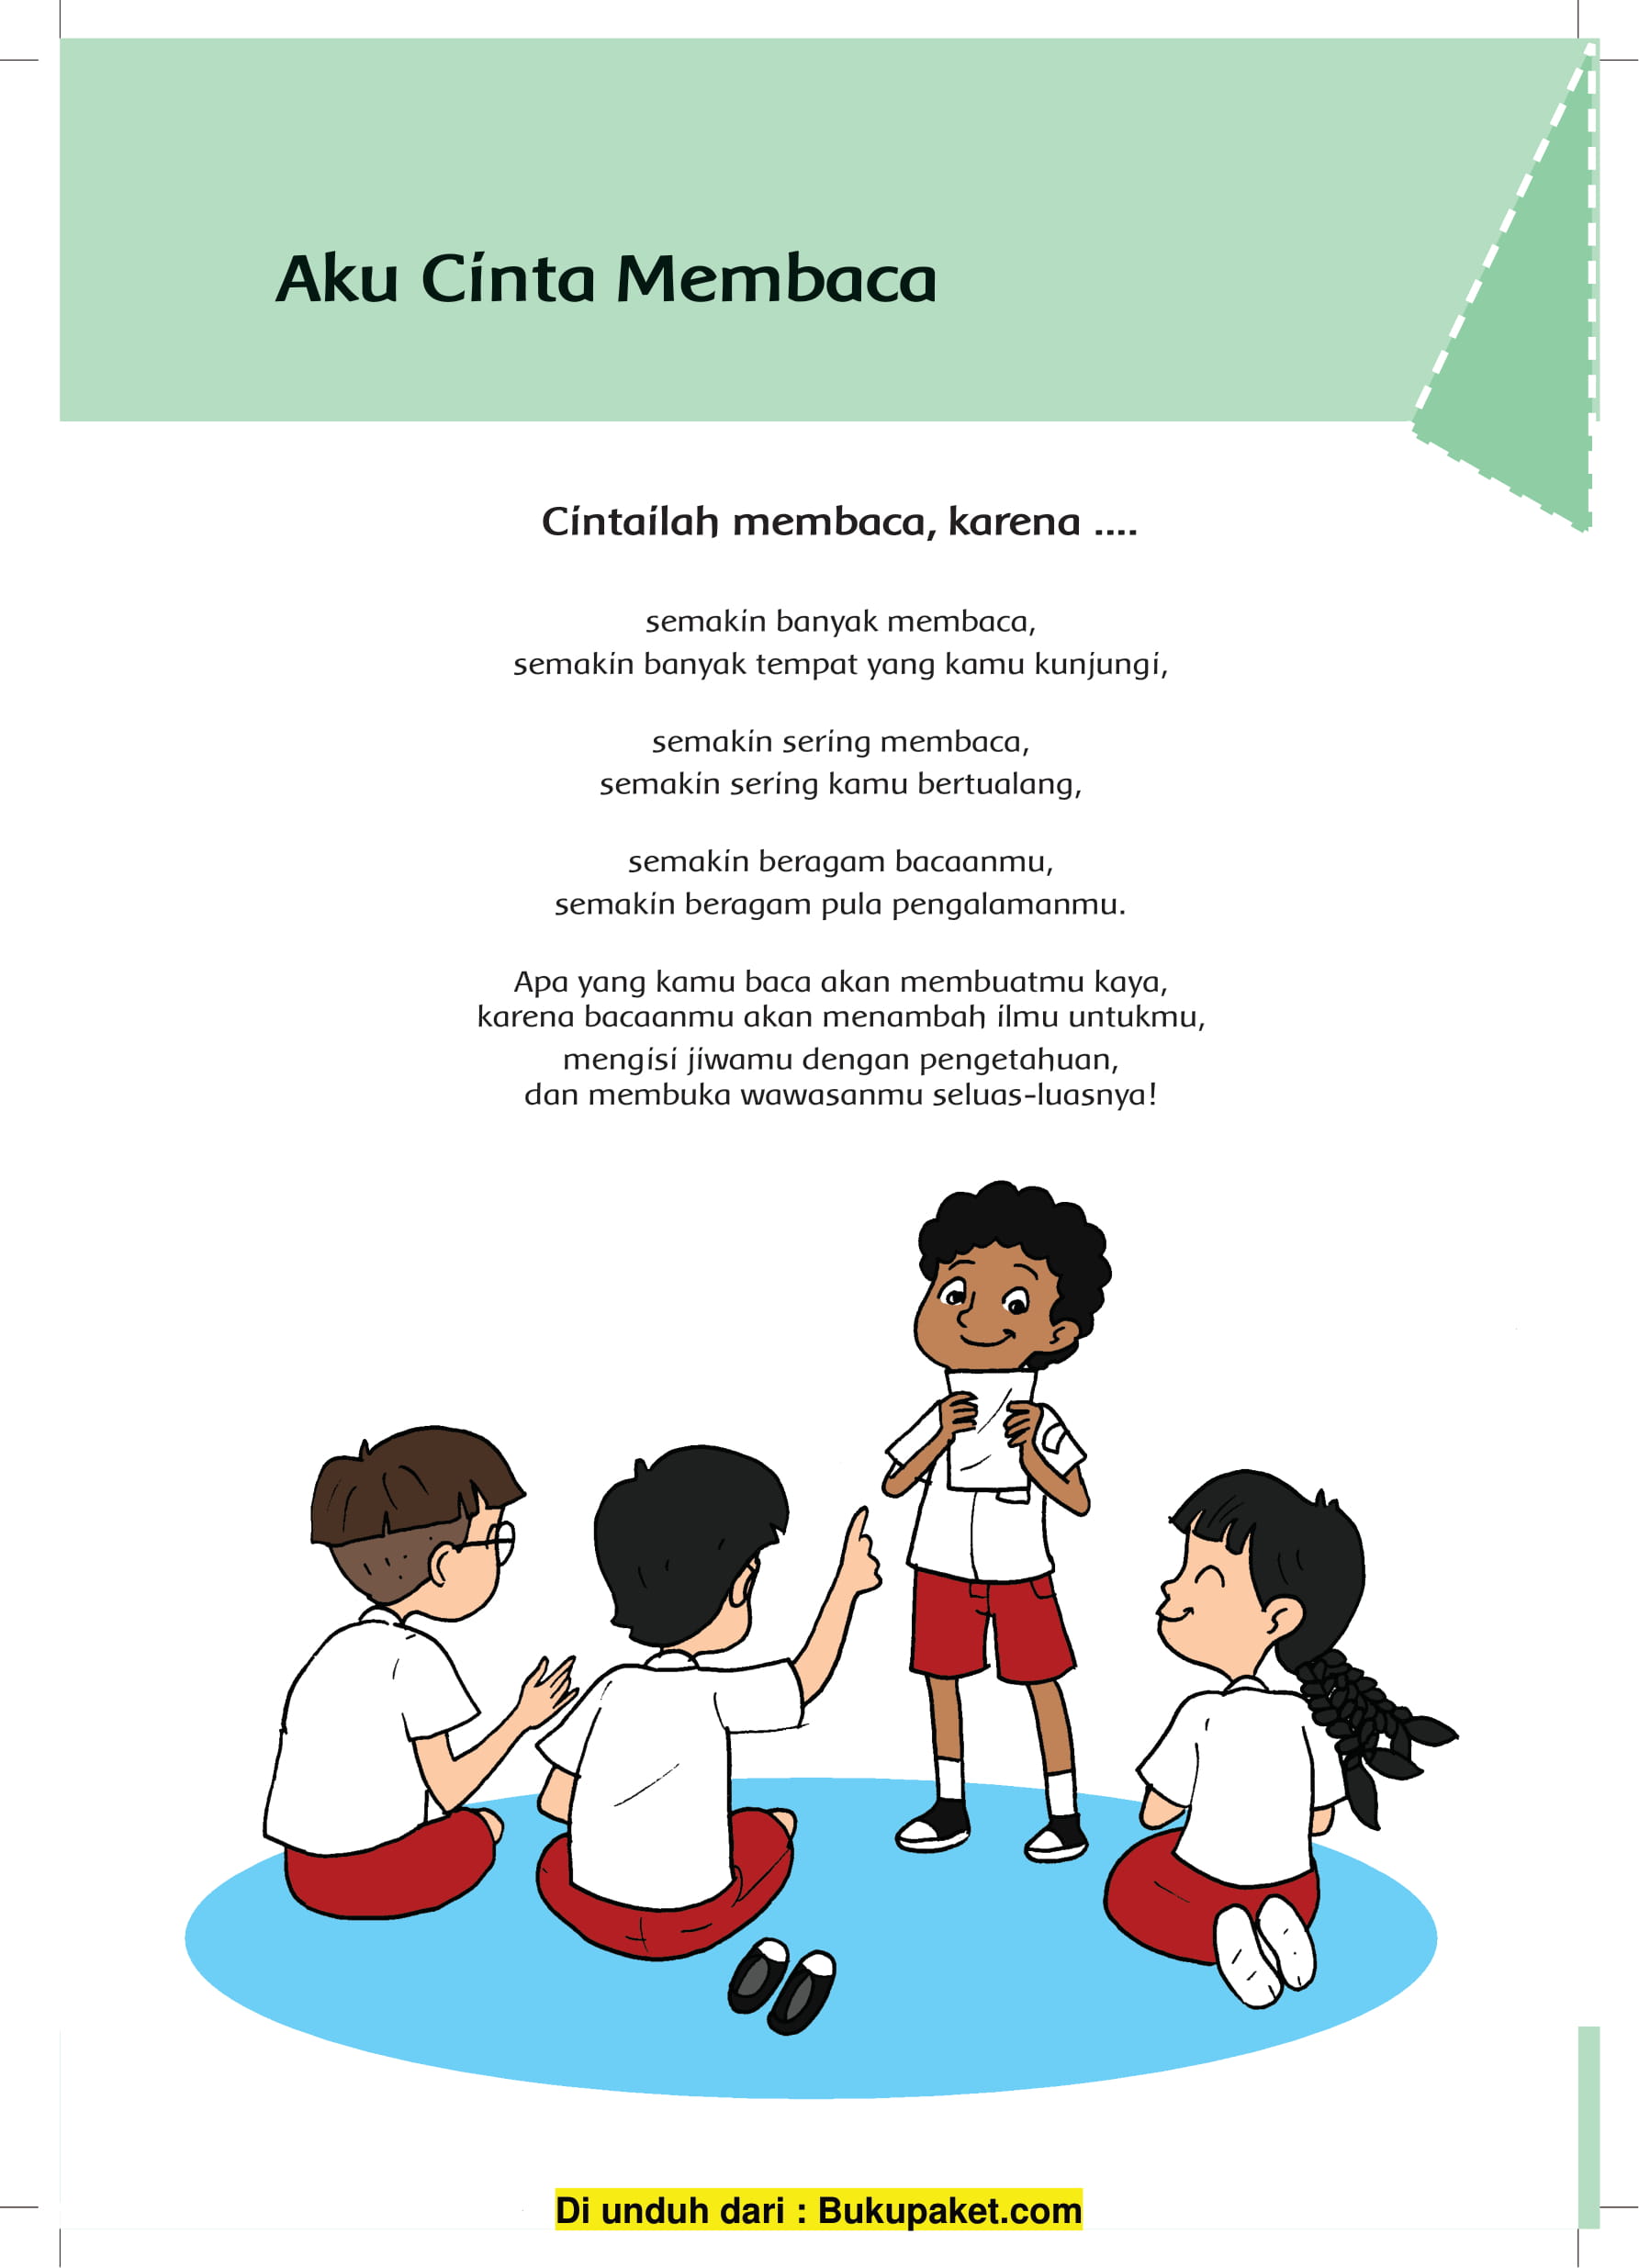 Aku Cinta Membaca
Cintailah membaca, karena ....
semakin banyak membaca,
semakin banyak tempat yang kamu kunjungi,
semakin sering membaca,
semakin sering kamu bertualang,
semakin beragam bacaanmu,
semakin beragam pula pengalamanmu.
Apa yang kamu baca akan membuatmu kaya,
karena bacaanmu akan menambah ilmu untukmu,
mengisi jiwamu dengan pengetahuan,
dan membuka wawasanmu seluas-luasnya!
Di unduh dari : Bukupaket.com